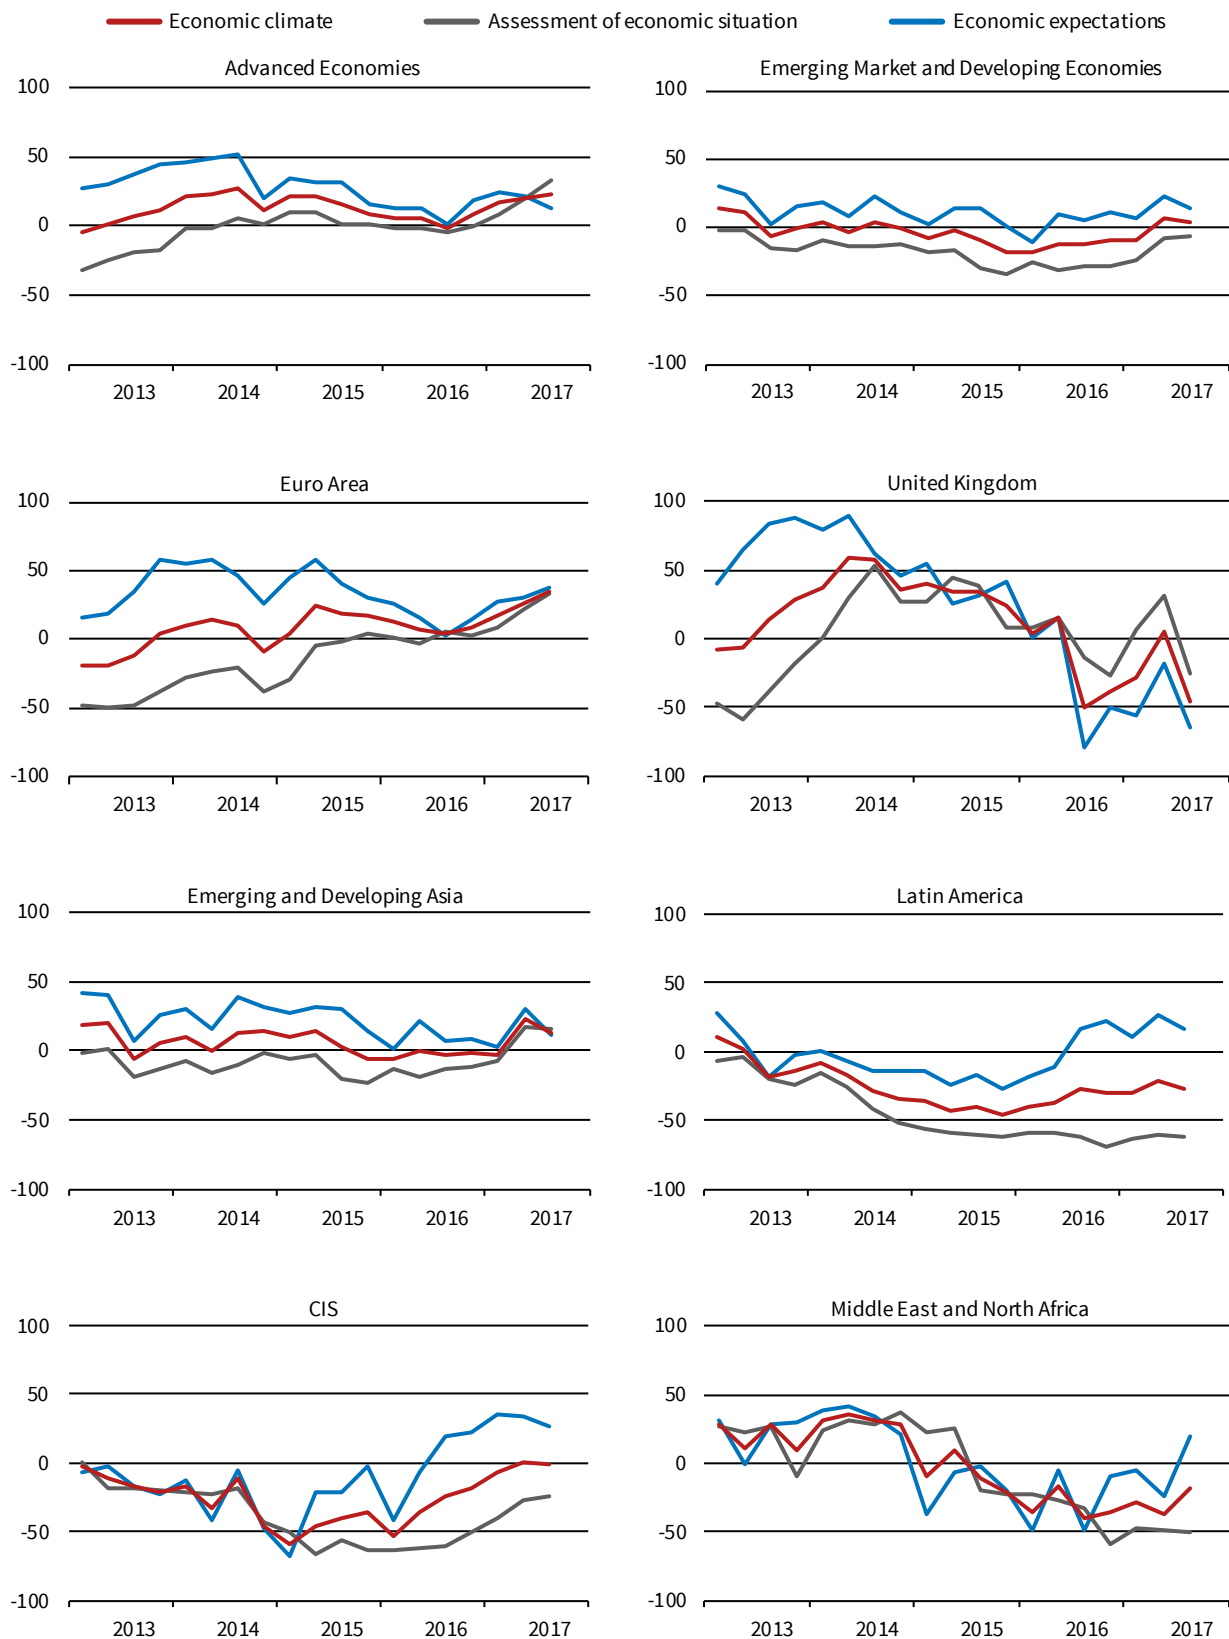 Economic climate Assessment of economic situation Economic expectations
Advanced Economies
100
50
0
-50
-100
2013 2014 2015 2016 2017
Emerging Market and Developing Economies
100
50
0
-50
-100
2013 2014 2015 2016 2017
Euro Area
100
50
0
-50
-100
2013 2014 2015 2016 2017
United Kingdom
100
50
0
-50
-100
2013 2014 2015 2016 2017
Emerging and Developing Asia
100
50
0
-50
-100
2013 2014 2015 2016 2017
Latin America
100
50
0
-50
-100
2013 2014 2015 2016 2017
CIS
100
50
0
-50
-100
2013 2014 2015 2016 2017
Middle East and North Africa
100
50
0
-50
-100
2013 2014 2015 2016 2017